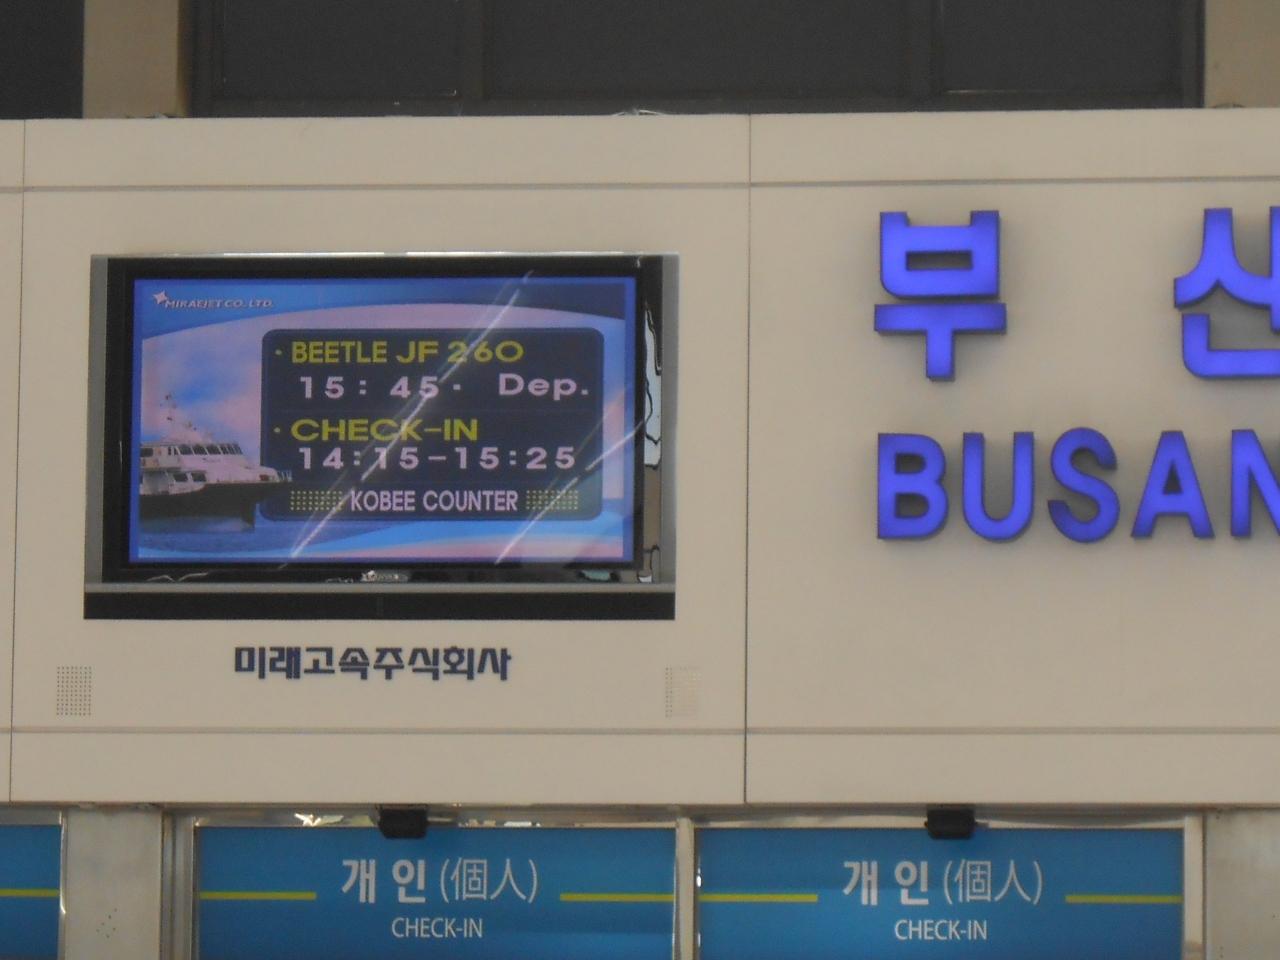 MIRAEJET CO. LTD.
· BEETLE JF 260
15 : 45 · Dep.
· CHECK-IN
14:15-15:25
KOBEE COUNTER
미래고속주식회사
부 산
BUSAN
개 인 (個人)
CHECK-IN
개 인 (個人)
CHECK-IN